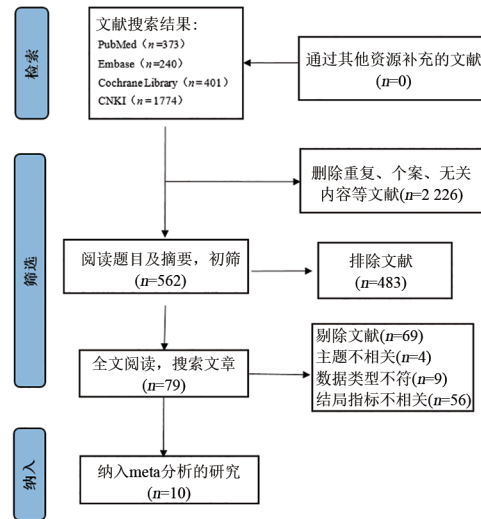 检索
文献搜索结果:
PubMed（n=373）
Embase（n=240）
Cochrane Library（n=401）
CNKI（n=1774）
通过其他资源补充的文献
(n=0)
筛选
删除重复、个案、无关
内容等文献(n=2 226)
阅读题目及摘要，初筛
(n=562)
排除文献
(n=483)
全文阅读，搜索文章
(n=79)
剔除文献(n=69)
主题不相关(n=4)
数据类型不符(n=9)
结局指标不相关(n=56)
纳入
纳入meta分析的研究
(n=10)